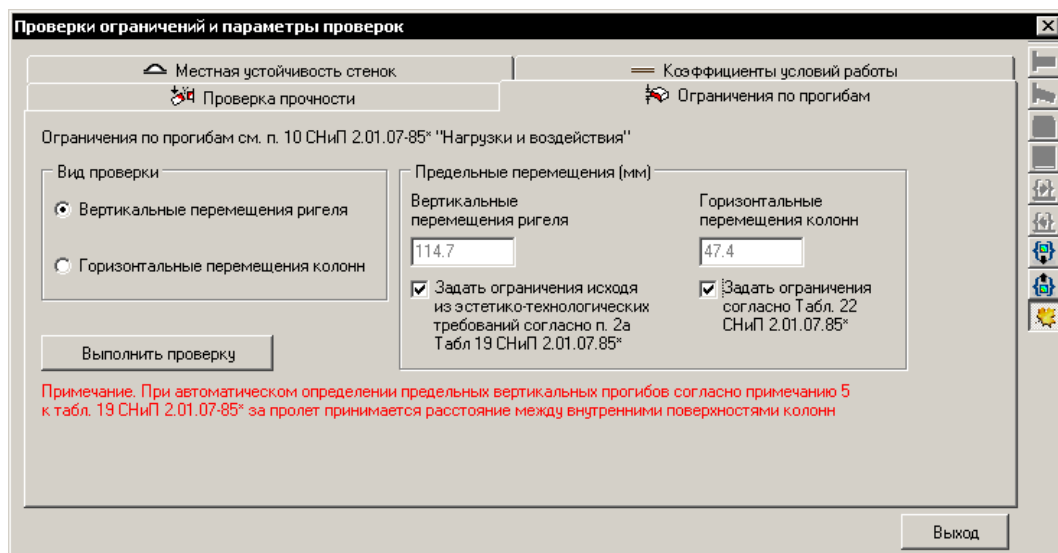 Проверки ограничений и параметры проверок
Местная устойчивость стенок
Коэффициенты условий работы
Проверка прочности
Ограничения по прогибам
Ограничения по прогибам см. п. 10 СНиП 2.01.07-85* "Нагрузки и воздействия"
Вид проверки
Вертикальные перемещения ригеля
Горизонтальные перемещения колонн
Выполнить проверку
Предельные перемещения (мм)
Вертикальные
перемещения ригеля
114.7
Задать ограничения исходя
из эстетико-технологических
требований согласно п. 2а
Табл 19 СНиП 2.01.07.85*
Горизонтальные
перемещения колонн
47.4
Задать ограничения
согласно Табл. 22
СНиП 2.01.07.85*
Примечание. При автоматическом определении предельных вертикальных прогибов согласно примечанию 5
к табл. 19 СНиП 2.01.07-85* за пролет принимается расстояние между внутренними поверхностями колонн
Выход